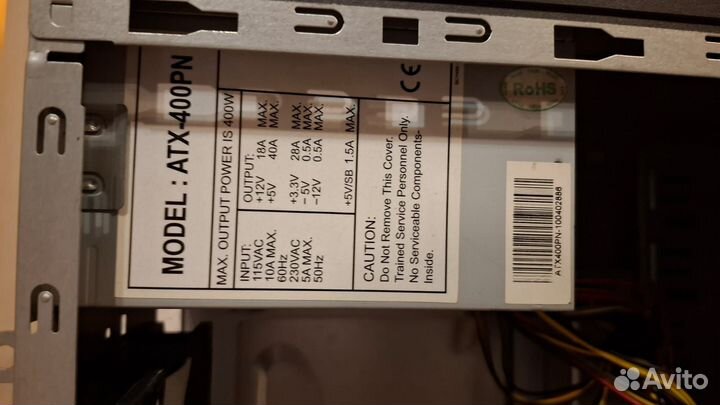 MODEL : ATX-400PN
MAX. OUTPUT POWER IS 400W
INPUT:
115VAC
10A MAX.
60Hz
230VAC
5A MAX.
50Hz
OUTPUT:
+12V 18A MAX.
+5V 40A MAX.
+3.3V 28A MAX.
- 5V 0.5A MAX.
-12V 0.5A MAX.
+5V/SB 1.5A MAX.
CAUTION:
Do Not Remove This Cover.
Trained Service Personnel Only.
No Serviceable Components-
Inside.
CE
RoHS
ATX400PN-100402888
Avito